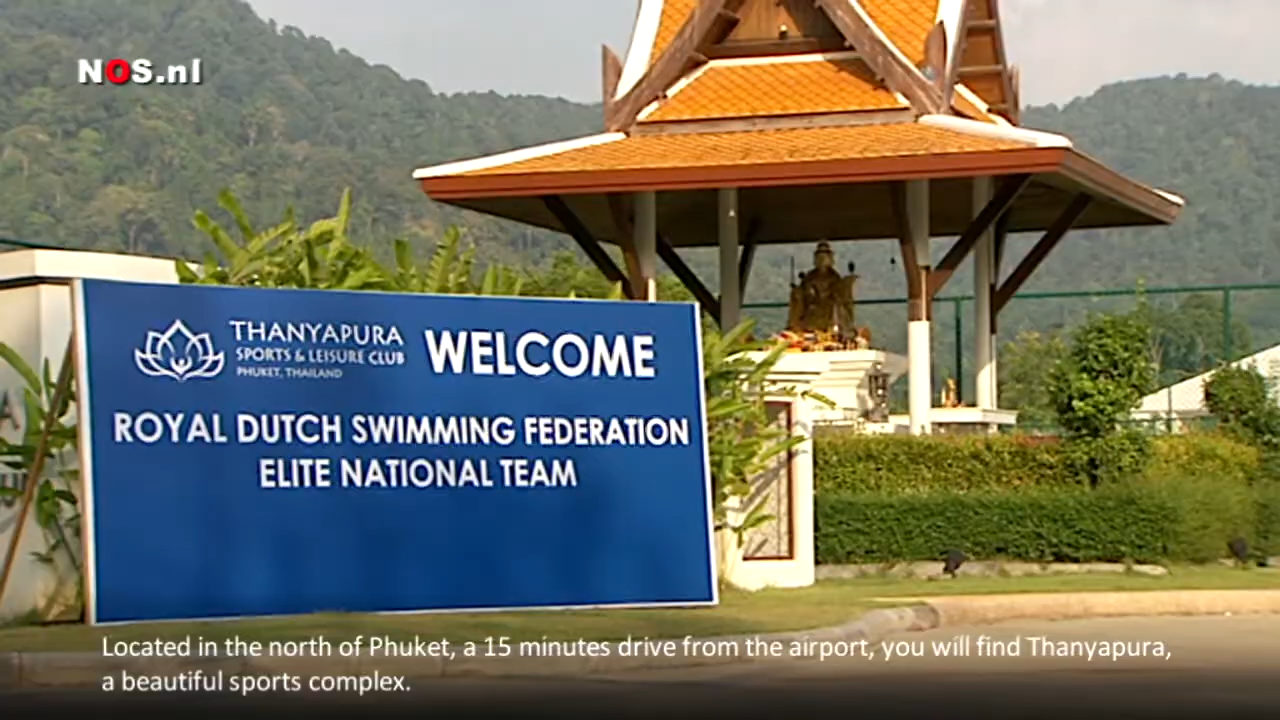 NOS.nl
THANYAPURA
SPORTS & LEISURE CLUB
PHUKET, THAILAND
WELCOME
ROYAL DUTCH SWIMMING FEDERATION
ELITE NATIONAL TEAM
Located in the north of Phuket, a 15 minutes drive from the airport, you will find Thanyapura,
a beautiful sports complex.